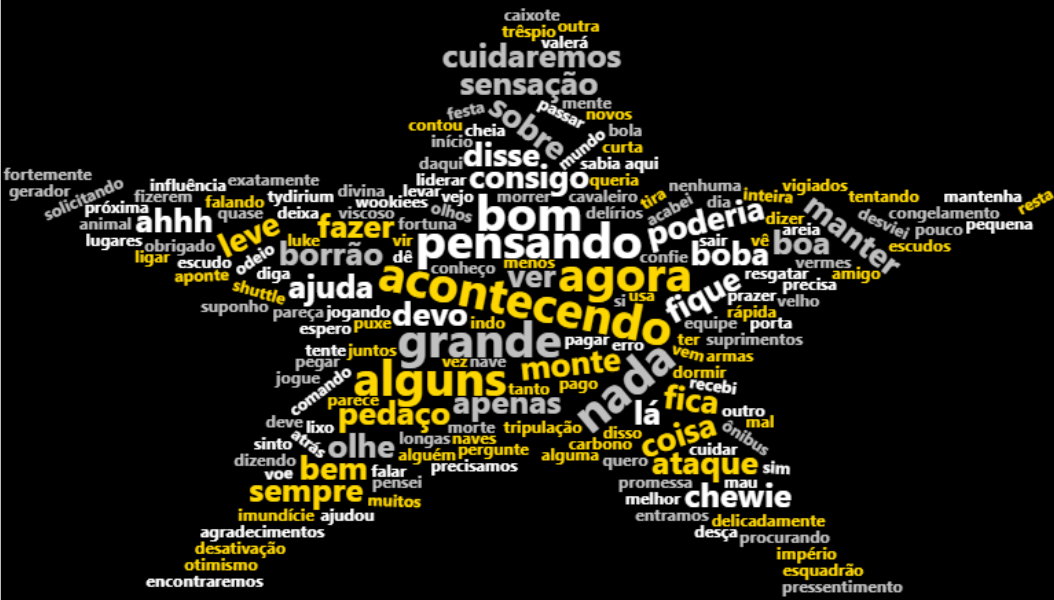 caixote
outra
trêspio
valerá
cuidaremos
sensação
mente
festa
sobre
passar
novos
contou
cheia
mundo
bola
início
curta
disse
daqui
sabia aqui
fortemente
gerador
solicitando
influência
exatamente
liderar
consigo
queria
nenhuma
vigiados
próxima
fizerem
falando
tydirium
divina
levar
vejo
morrer
cavaleiro
tira
dia
inteira
tentando
mantenha
resta
animal
ahhh
quase
deixa
viscoso
olhos
bom
delírios
acabei
poderia
dizer
manter
desviei
congelamento
lugares
obrigado
leve
luke
fazer
fortuna
areia
pouco
pequena
ligar
escudo
odeio
borrão
vir
dê
pensando
confie
sair
boba
vê
boa
vermes
escudos
aponte
diga
conheço
menos
ver
agora
resgatar
amigo
shuttle
ajuda
acontecendo
si
usa
fique
prazer
precisa
velho
suponho
pareça
jogando
devo
indo
equipe
rápida
porta
espero
puxe
grande
pagar
erro
ter
suprimentos
tente
juntos
vez
nave
monte
nada
vem
armas
pegar
jogue
comando
alguns
tanto
pago
dormir
recebi
parece
pedaço
apenas
lá
fica
outro
deve
lixo
morte
tripulação
disso
coisa
ônibus
mal
sinto
atrás
olhe
longas
naves
pergunte
carbono
cuidar
dizendo
alguém
alguma
quero
ataque
sim
voe
bem
falar
precisamos
pensei
promessa
mau
sempre
muitos
melhor
chewie
imundície
ajudou
entramos
delicadamente
agradecimentos
desça
procurando
desativação
império
otimismo
esquadrão
encontraremos
pressentimento
wookiees